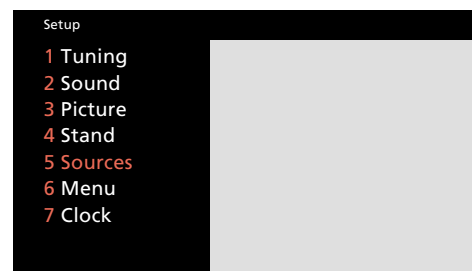 Setup
1 Tuning
2 Sound
3 Picture
4 Stand
5 Sources
6 Menu
7 Clock